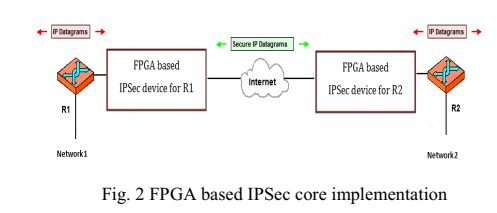 IP Datagrams
Secure IP Datagrams
IP Datagrams
FPGA based
IPSec device for R1
Internet
FPGA based
IPSec device for R2
R1
R2
Network1
Network2
Fig. 2 FPGA based IPSec core implementation